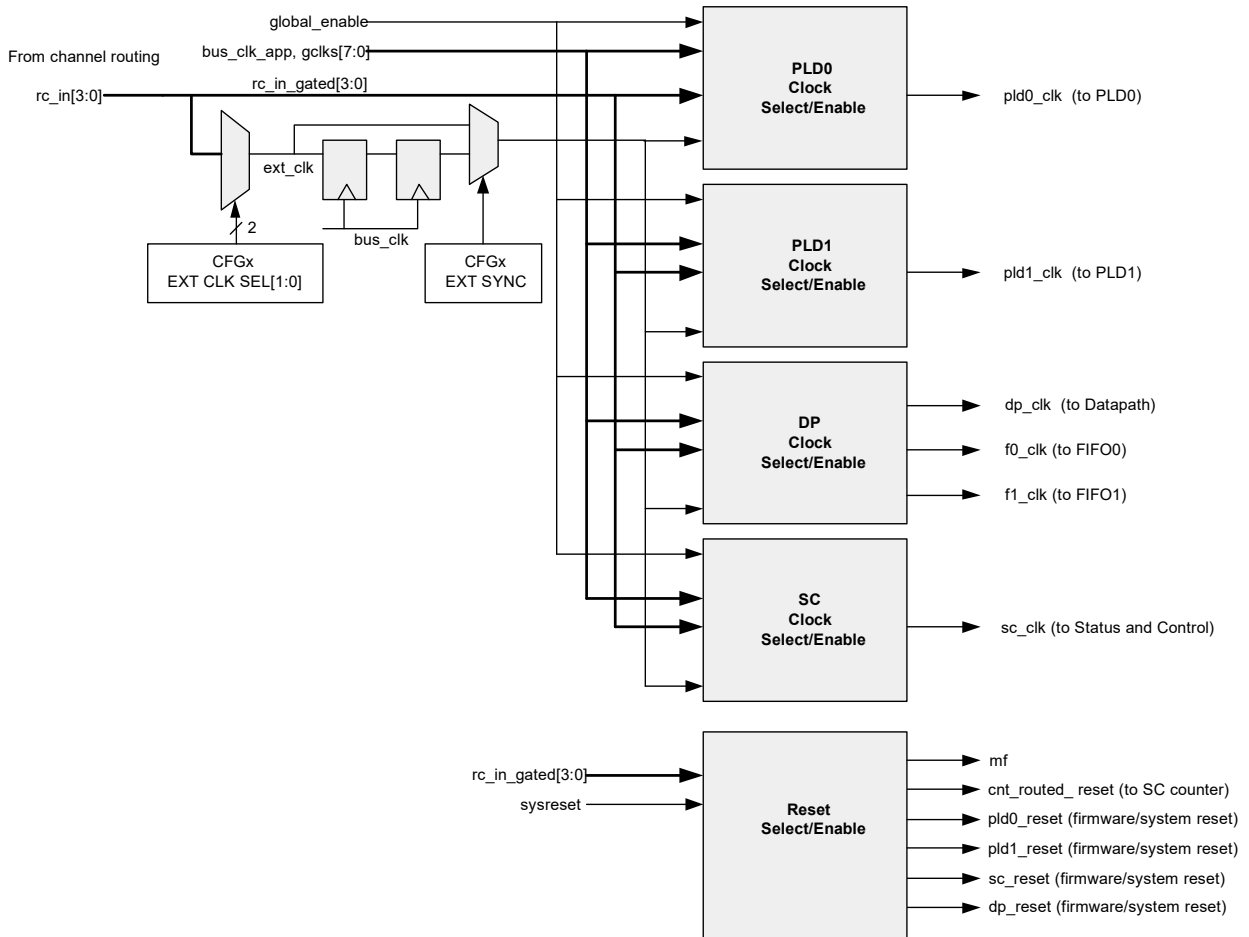 global_enable
From channel routing
bus_clk_app, gclks[7:0]
rc_in[3:0]
rc_in_gated[3:0]
ext_clk
bus_clk
2
CFGx
EXT CLK SEL[1:0]
CFGx
EXT SYNC
PLD0
Clock
Select/Enable
pld0_clk (to PLD0)
PLD1
Clock
Select/Enable
pld1_clk (to PLD1)
DP
Clock
Select/Enable
dp_clk (to Datapath)
f0_clk (to FIFO0)
f1_clk (to FIFO1)
SC
Clock
Select/Enable
sc_clk (to Status and Control)
rc_in_gated[3:0]
sysreset
Reset
Select/Enable
mf
cnt_routed_ reset (to SC counter)
pld0_reset (firmware/system reset)
pld1_reset (firmware/system reset)
sc_reset (firmware/system reset)
dp_reset (firmware/system reset)